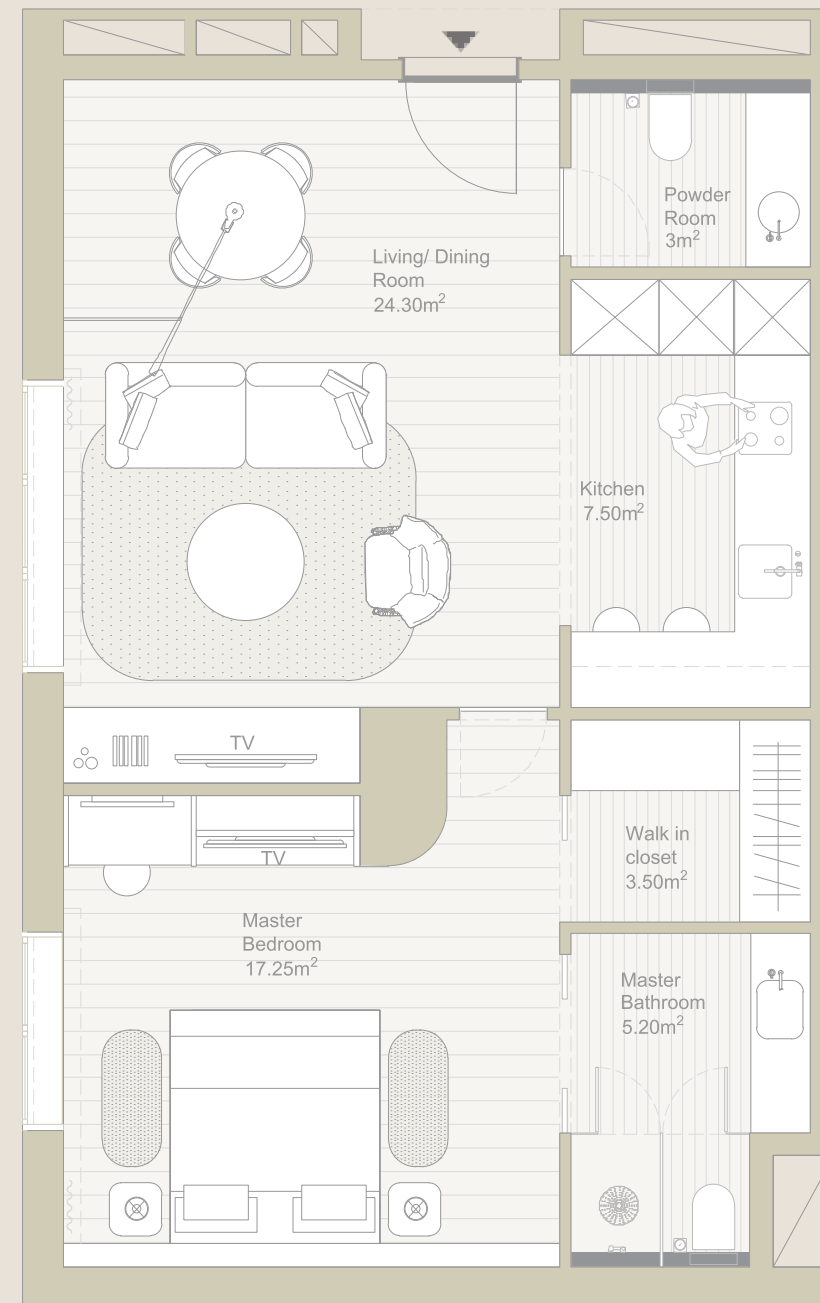 Powder
Room
3m²
Living/ Dining
Room
24.30m²
Kitchen
7.50m²
TV
TV
Walk in
closet
3.50m²
Master
Bedroom
17.25m²
Master
Bathroom
5.20m²